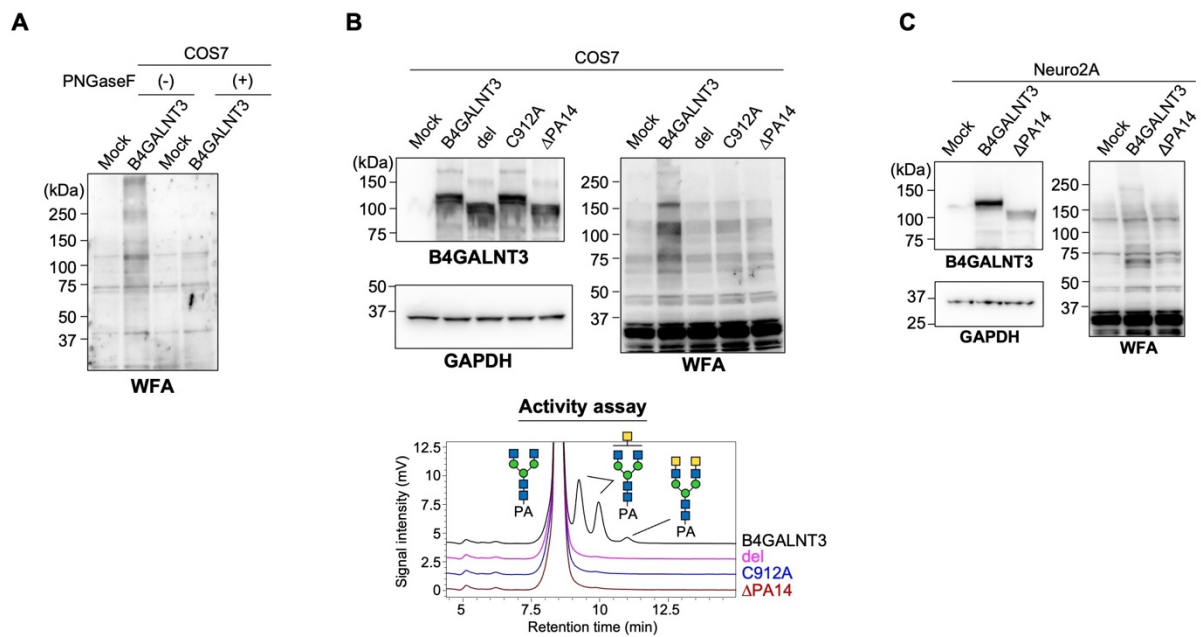 A
COS7
PNGaseF (-) (+)
Mock B4GALNT3 Mock B4GALNT3
(kDa)
250
150
100
75
50
37
WFA
B
COS7
Mock B4GALNT3 del C912A ΔPA14
(kDa)
150
100
75
B4GALNT3
50
37
GAPDH
Mock B4GALNT3 del C912A ΔPA14
250
150
100
75
50
37
WFA
Activity assay
Signal intensity (mV)
12.5
10
7.5
5
2.5
0
PA
PA
PA
B4GALNT3
del
C912A
ΔPA14
5 7.5 10 12.5
Retention time (min)
C
Neuro2A
Mock B4GALNT3 ΔPA14
(kDa)
150
100
75
B4GALNT3
37
25
GAPDH
Mock B4GALNT3 ΔPA14
250
150
100
75
50
37
WFA